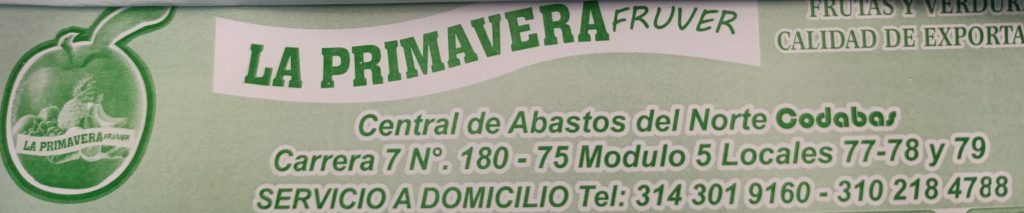 LA PRIMAVERA FRUVER
FRUTAS Y VERDUR
CALIDAD DE EXPORTA
LA PRIMAVERA FRUVER
Central de Abastos del Norte Codabas
Carrera 7 N°. 180 - 75 Modulo 5 Locales 77-78 y 79
SERVICIO A DOMICILIO Tel: 314 301 9160 - 310 218 4788